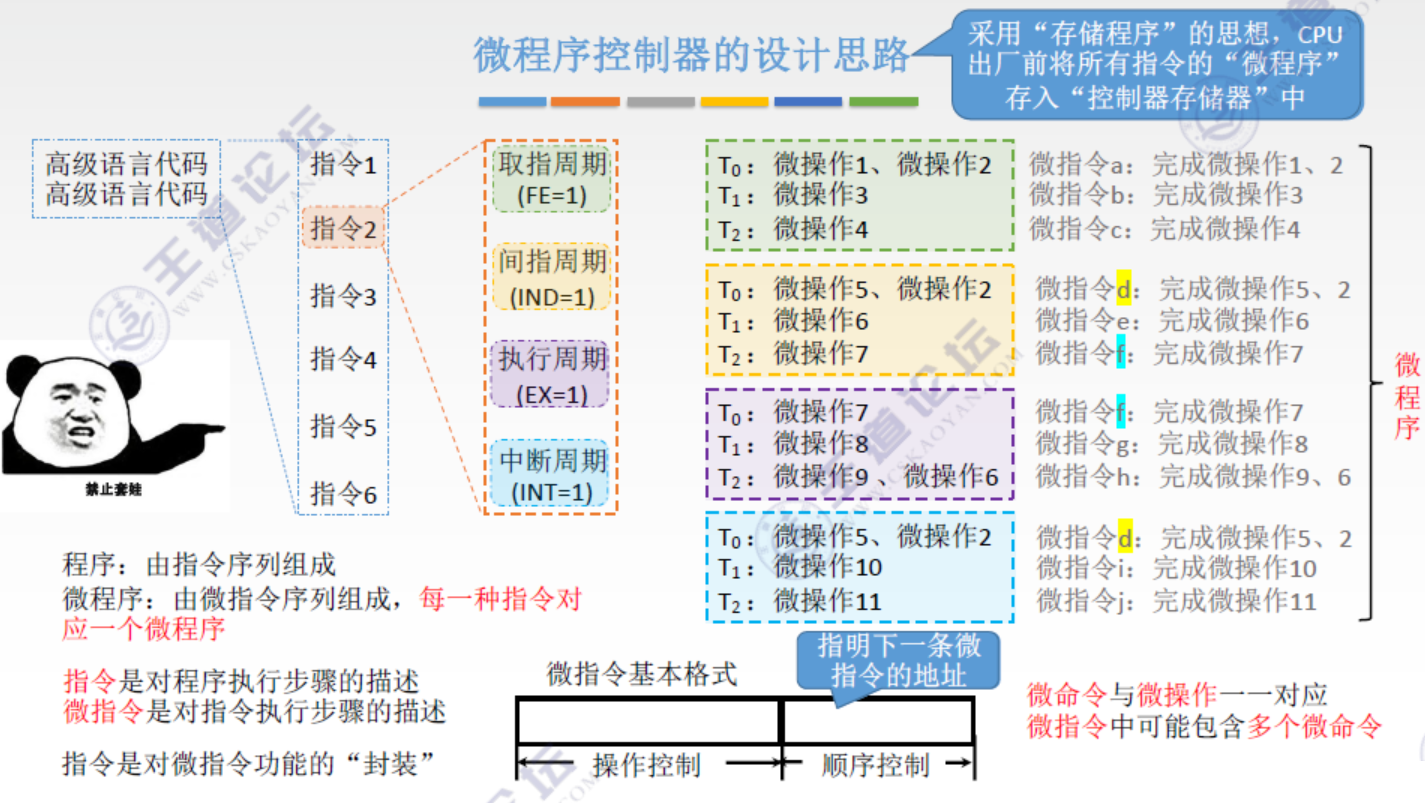 微程序控制器的设计思路
采用“存储程序”的思想，CPU
出厂前将所有指令的“微程序”
存入“控制器存储器”中
高级语言代码
高级语言代码
指令1
指令2
指令3
指令4
指令5
指令6
取指周期
(FE=1)
间指周期
(IND=1)
执行周期
(EX=1)
中断周期
(INT=1)
T₀：微操作1、微操作2
T₁：微操作3
T₂：微操作4
T₀：微操作5、微操作2
T₁：微操作6
T₂：微操作7
T₀：微操作7
T₁：微操作8
T₂：微操作9、微操作6
T₀：微操作5、微操作2
T₁：微操作10
T₂：微操作11
微指令a：完成微操作1、2
微指令b：完成微操作3
微指令c：完成微操作4
微指令d：完成微操作5、2
微指令e：完成微操作6
微指令f：完成微操作7
微指令f：完成微操作7
微指令g：完成微操作8
微指令h：完成微操作9、6
微指令d：完成微操作5、2
微指令i：完成微操作10
微指令j：完成微操作11
微程序
禁止套娃
程序：由指令序列组成
微程序：由微指令序列组成，每一种指令对
应一个微程序
指令是对程序执行步骤的描述
微指令是对指令执行步骤的描述
指令是对微指令功能的“封装”
微指令基本格式
指明下一条微
指令的地址
操作控制
顺序控制
微命令与微操作一一对应
微指令中可能包含多个微命令
王道论坛
WWW.CSKAOYAN.COM